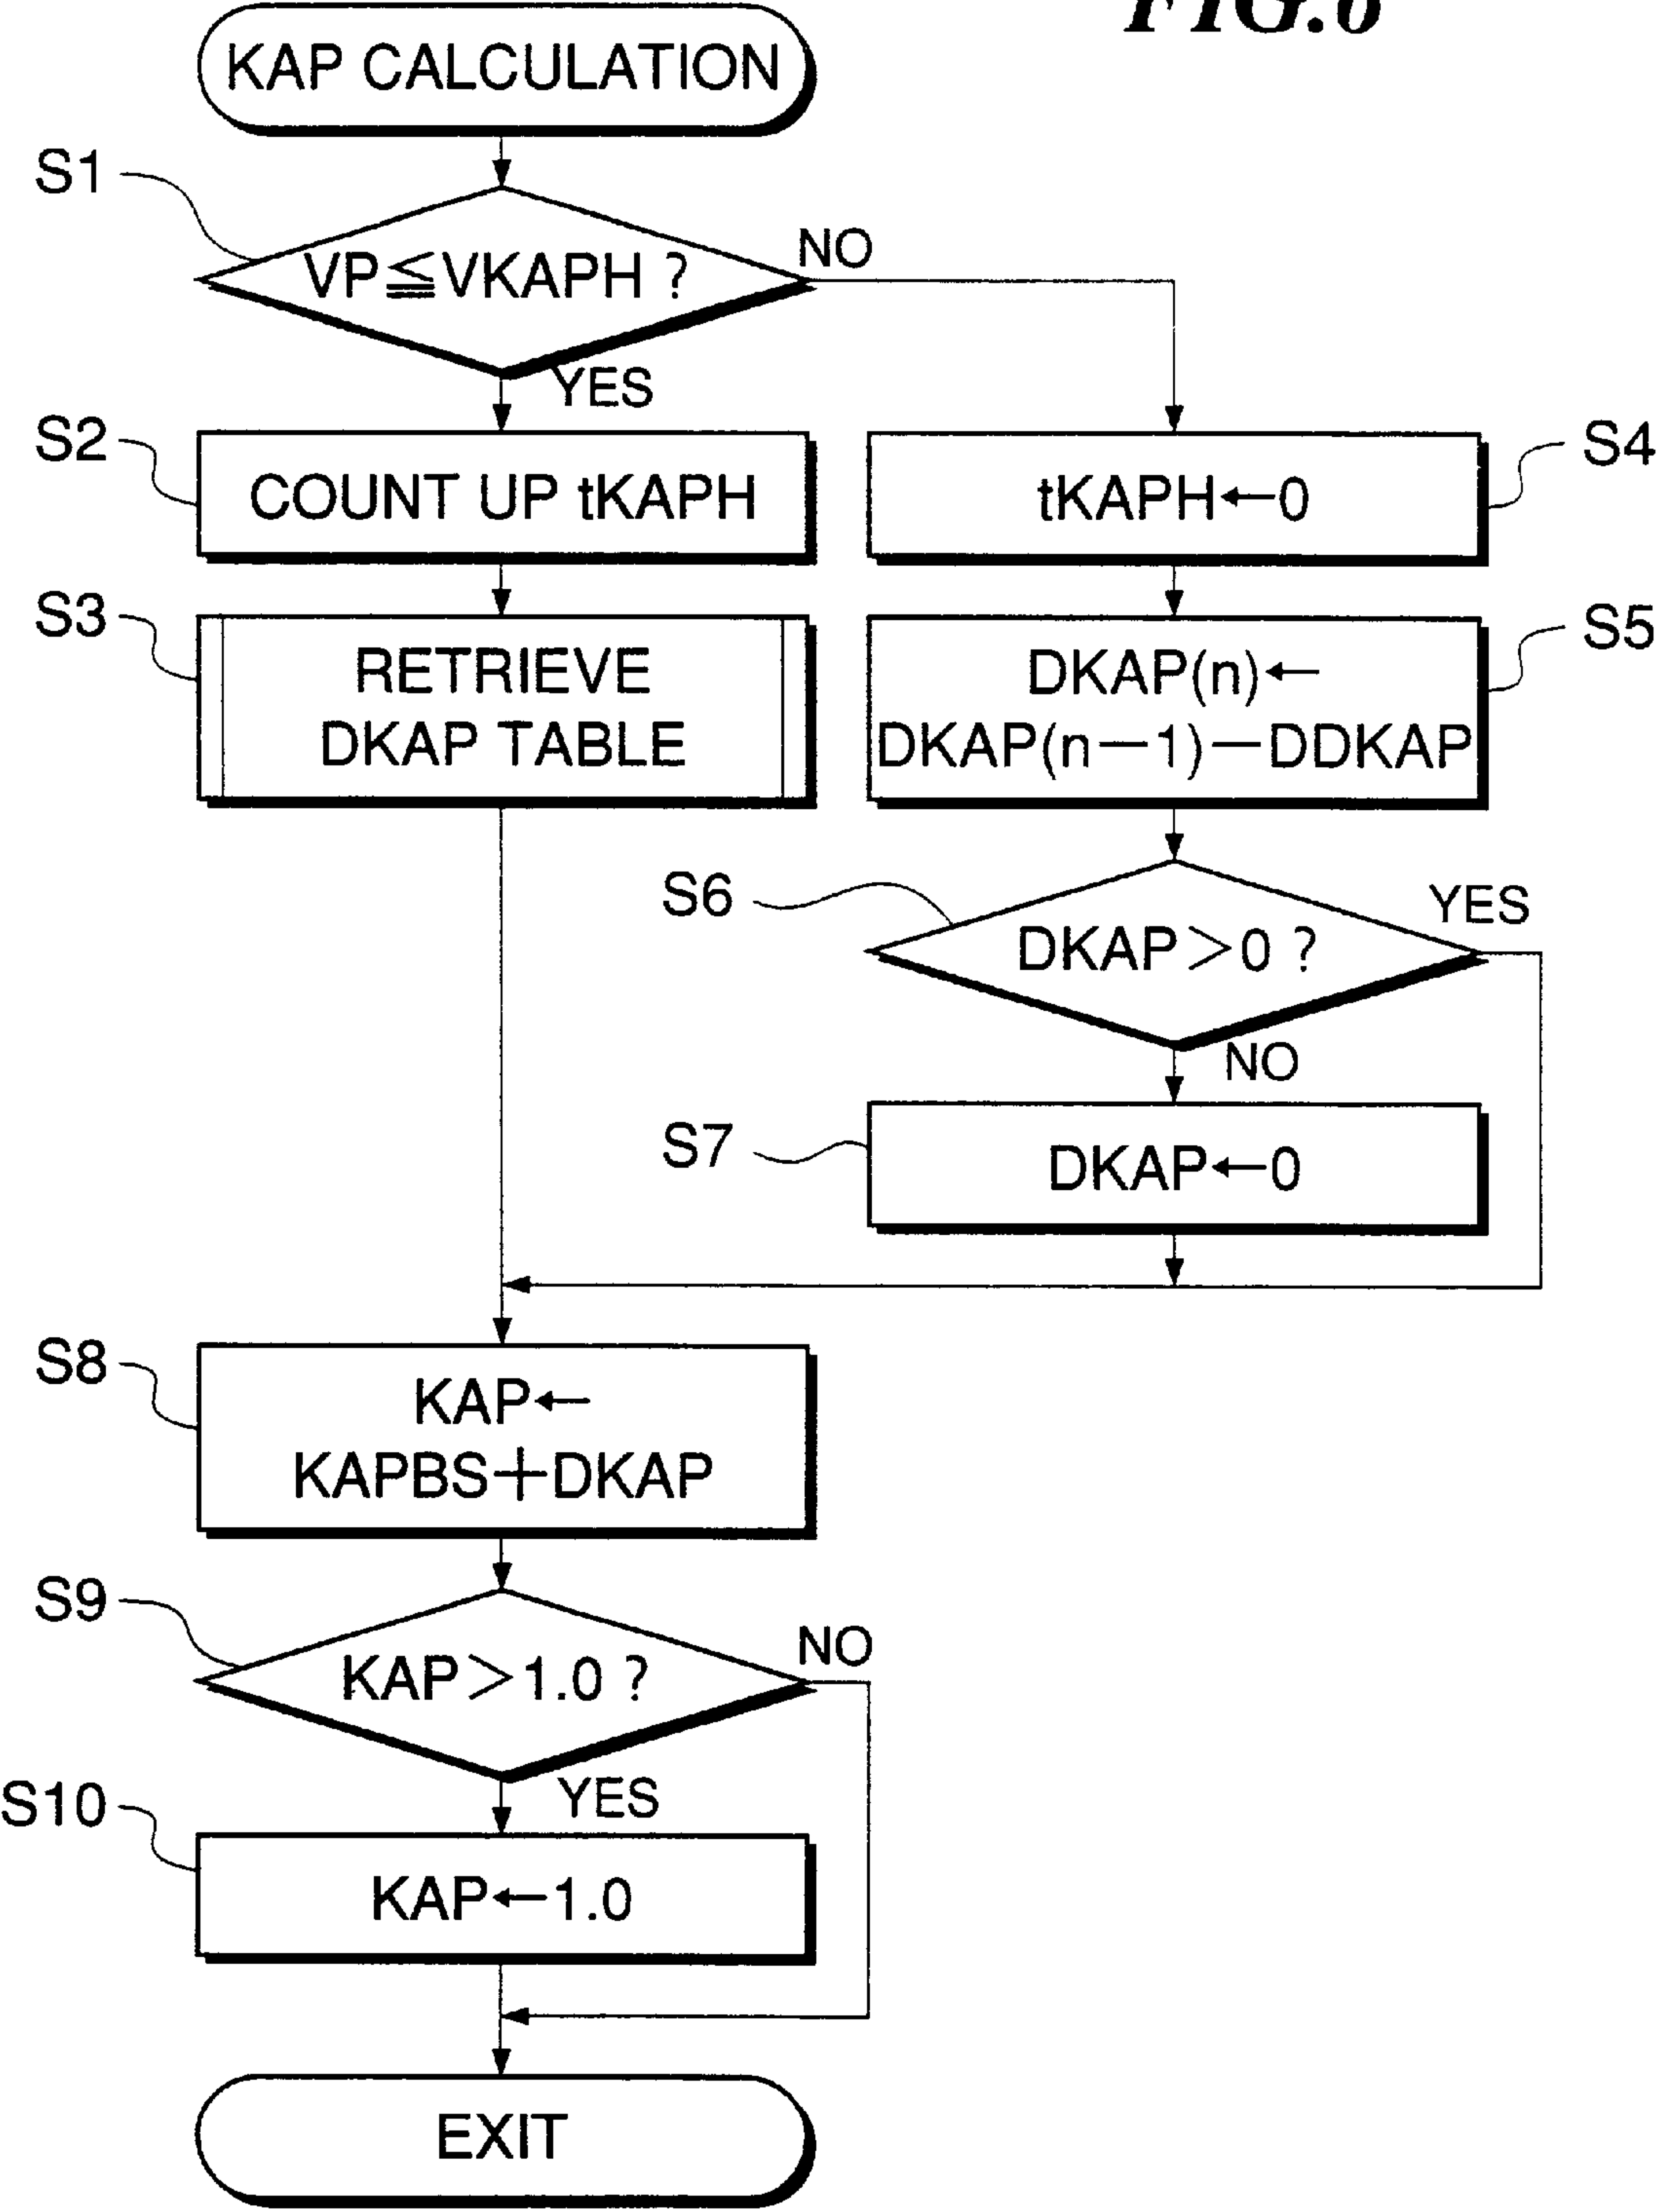 FIG.6
KAP CALCULATION
S1
VP≦VKAPH ?
NO
YES
S2
COUNT UP tKAPH
S4
tKAPH←0
S3
RETRIEVE
DKAP TABLE
S5
DKAP(n)←
DKAP(n−1)−DDKAP
S6
DKAP>0 ?
YES
NO
S7
DKAP←0
S8
KAP←
KAPBS+DKAP
S9
KAP>1.0 ?
NO
YES
S10
KAP←1.0
EXIT